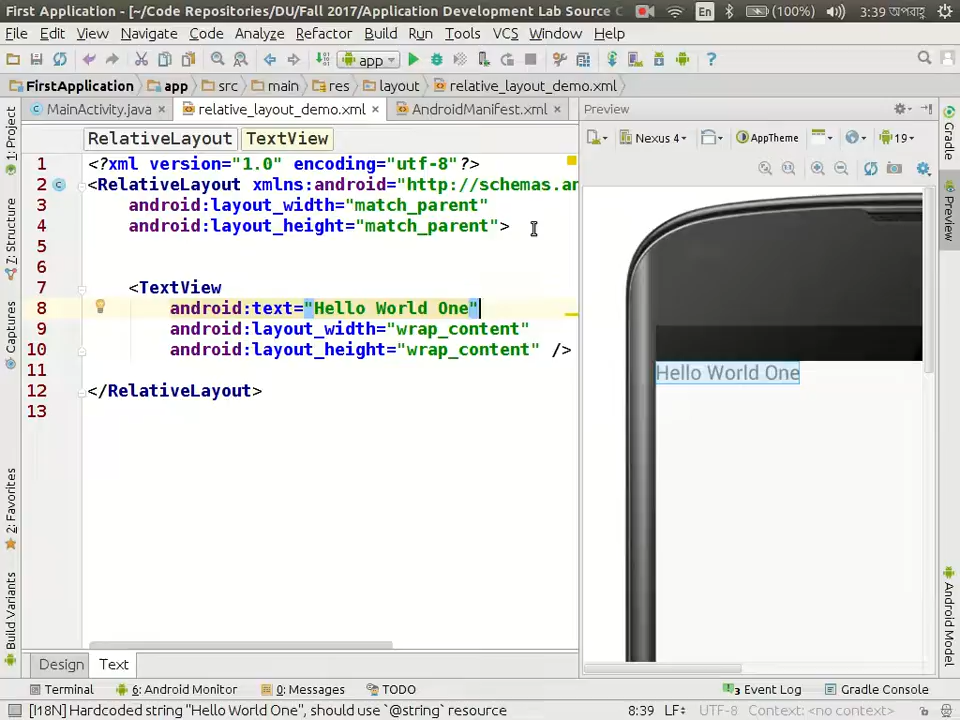 First Application - [~/Code Repositories/DU/Fall 2017/Application Development Lab Source C
En (100%) 3:39 অপরাহ্ণ
File Edit View Navigate Code Analyze Refactor Build Run Tools VCS Window Help
app
FirstApplication app src main res layout relative_layout_demo.xml
MainActivity.java relative_layout_demo.xml AndroidManifest.xml Preview
RelativeLayout TextView
Nexus 4 AppTheme 19
1 <?xml version="1.0" encoding="utf-8"?>
2 <RelativeLayout xmlns:android="http://schemas.an
3 android:layout_width="match_parent"
4 android:layout_height="match_parent">
5
6
7 <TextView
8 android:text="Hello World One"
9 android:layout_width="wrap_content"
10 android:layout_height="wrap_content" />
11
12 </RelativeLayout>
13
Hello World One
1: Project
7: Structure
Captures
2: Favorites
Build Variants
Gradle
Preview
Android Model
Design Text
Terminal 6: Android Monitor 0: Messages TODO 3 Event Log Gradle Console
[I18N] Hardcoded string "Hello World One", should use `@string` resource 8:39 LF÷ UTF-8 Context: <no context>